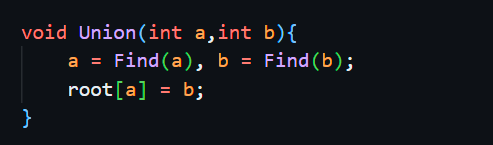 void Union(int a,int b){
    a = Find(a), b = Find(b);
    root[a] = b;
}